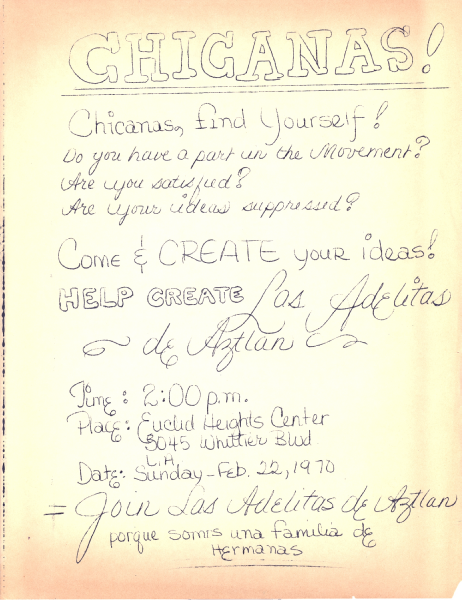 CHICANAS!
Chicanas, find Yourself!
Do you have a part in the Movement?
Are you satisfied?
Are your ideas suppressed?
Come & CREATE your ideas!
HELP CREATE Las Adelitas
de Aztlan
Time: 2:00 p.m.
Place: Euclid Heights Center
3045 Whittier Blvd
L.A.
Date: Sunday-Feb. 22, 1970
= Join Las Adelitas de Aztlan
porque somos una familia de
Hermanas